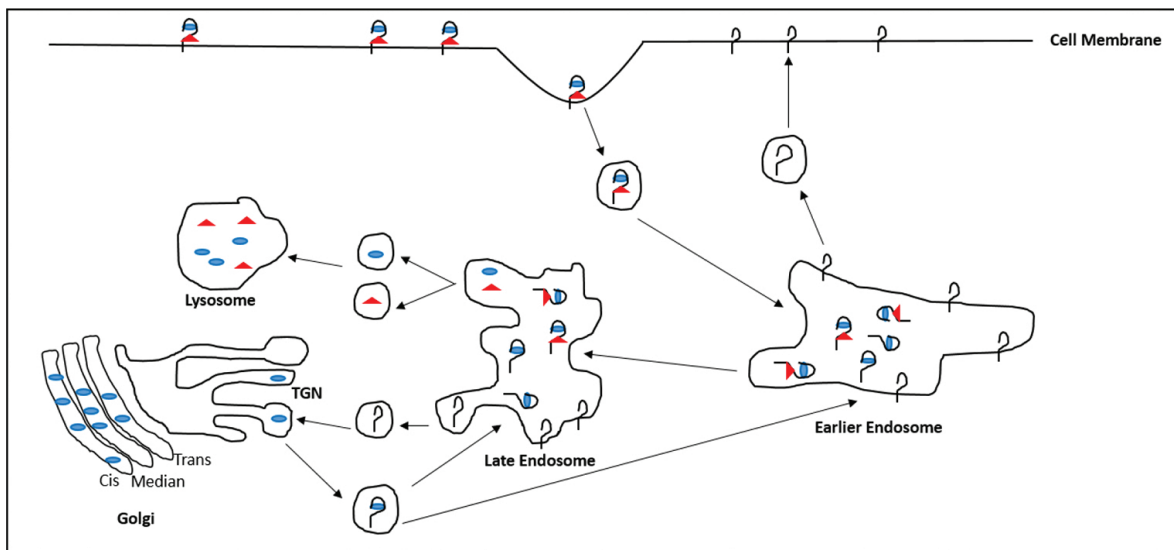 Cell Membrane
Lysosome
TGN
Trans
Cis Median
Golgi
Late Endosome
Earlier Endosome